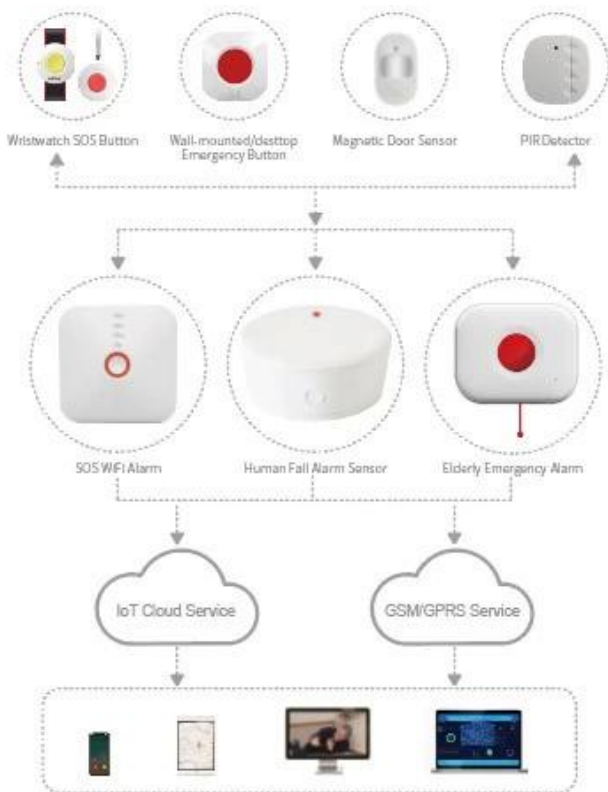 Wristwatch SOS Button
Wall-mounted/desttop
Emergency Button
Magnetic Door Sensor
PIR Detector
SOS WiFi Alarm
Human Fall Alarm Sensor
Elderly Emergency Alarm
IoT Cloud Service
GSM/GPRS Service